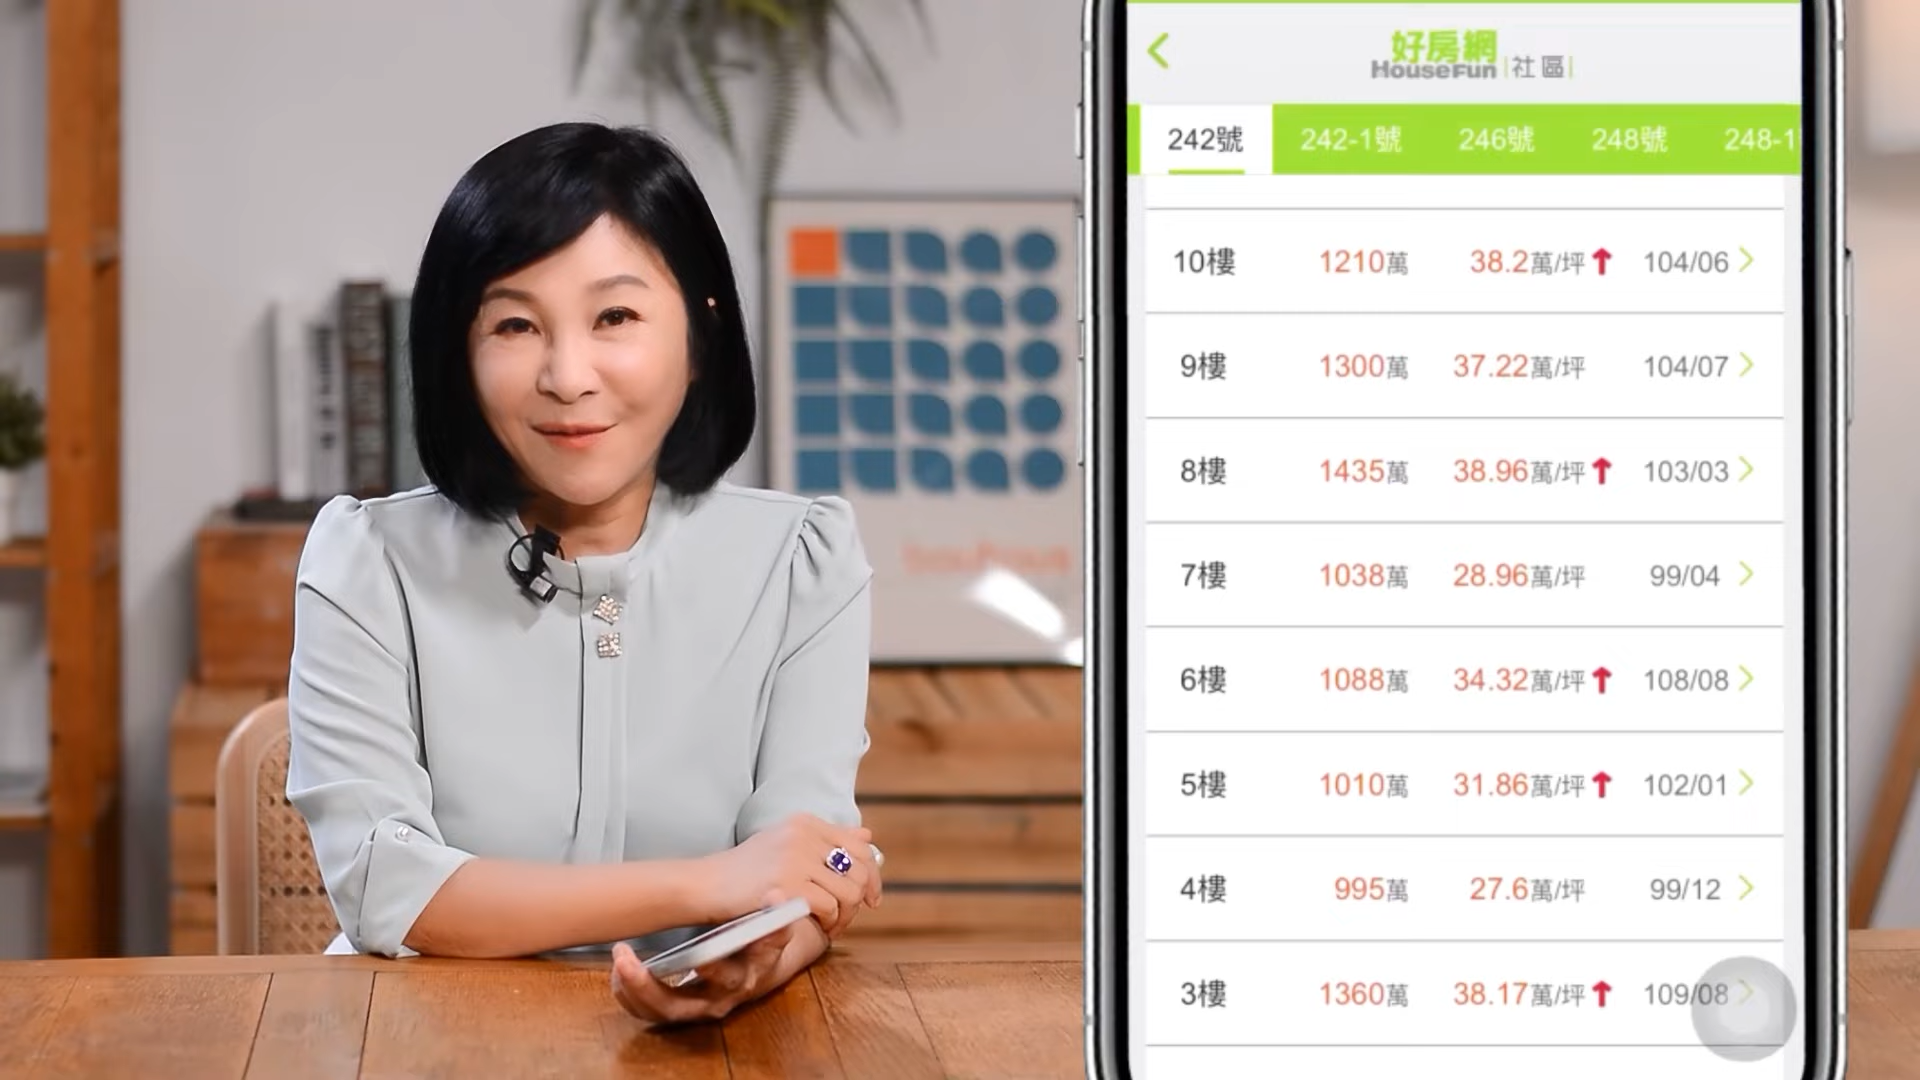 好房網
HouseFun 社區
242號 242-1號 246號 248號 248-1
10樓 1210萬 38.2萬/坪 104/06
9樓 1300萬 37.22萬/坪 104/07
8樓 1435萬 38.96萬/坪 103/03
7樓 1038萬 28.96萬/坪 99/04
6樓 1088萬 34.32萬/坪 108/08
5樓 1010萬 31.86萬/坪 102/01
4樓 995萬 27.6萬/坪 99/12
3樓 1360萬 38.17萬/坪 109/08